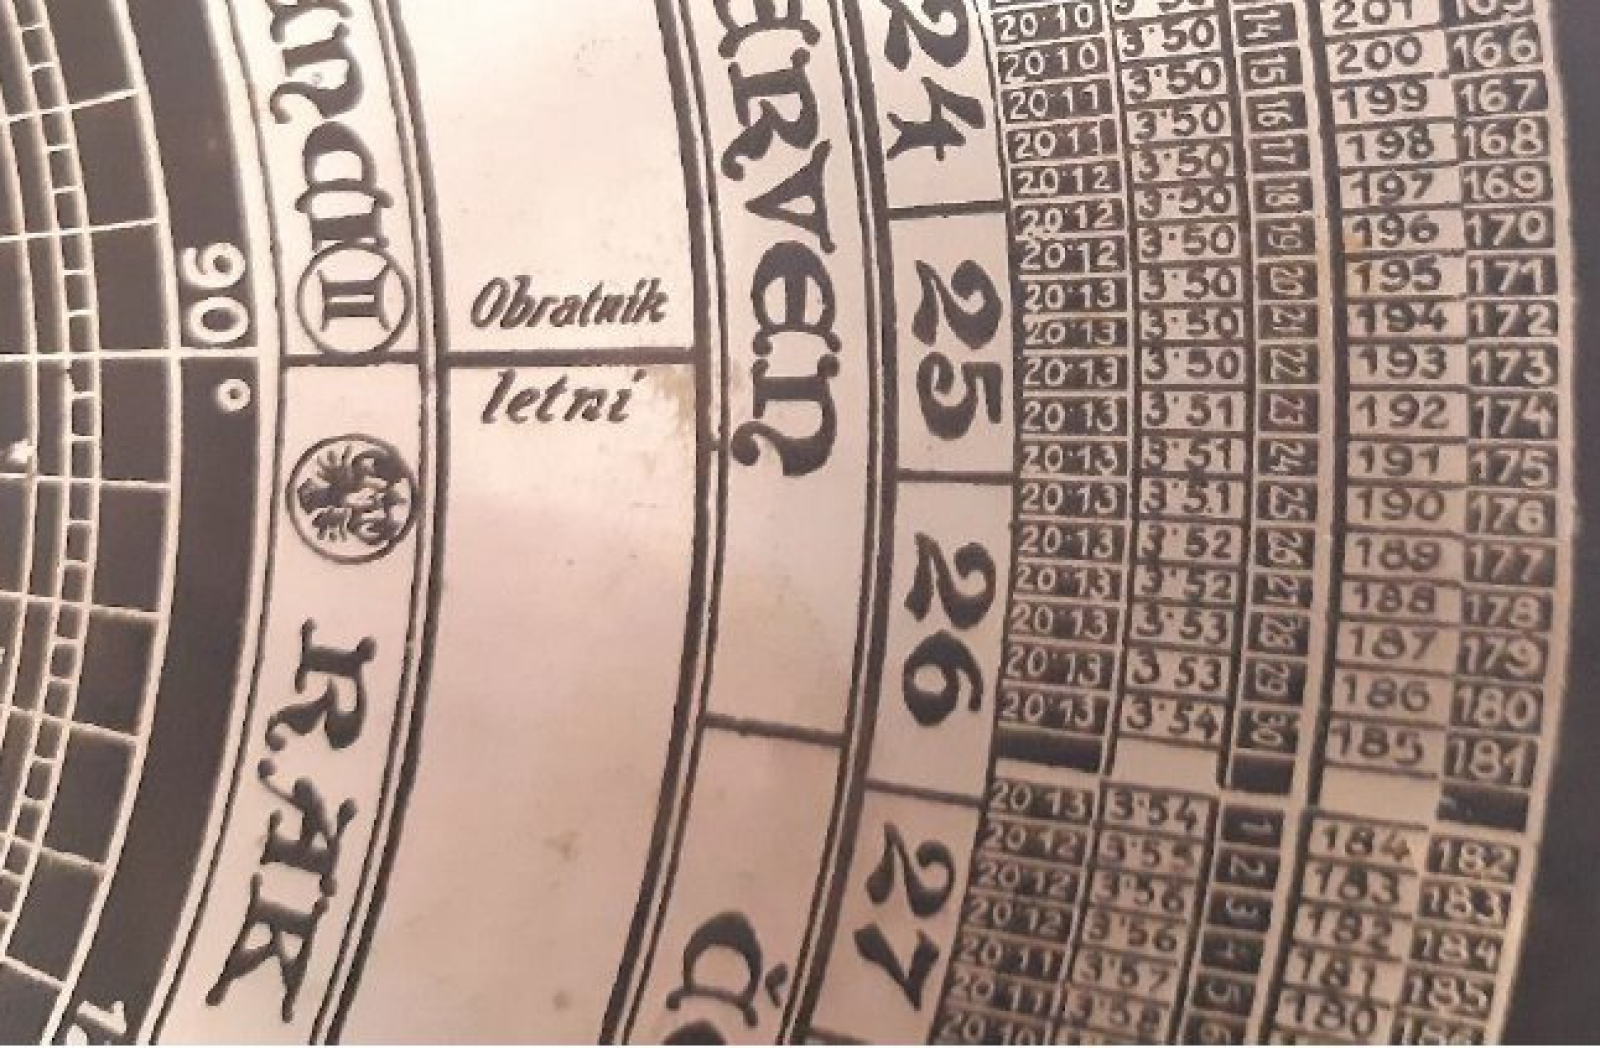 90°
Obratník
letní
RAK
ERVEN
24
25
26
27
20·10 3'50 14 201 165
20·11 3'50 15 200 166
20·11 3'50 16 199 167
20·12 3'50 17 198 168
20·12 3'50 18 197 169
20·12 3'50 19 196 170
20·13 3'50 20 195 171
20·13 3'50 21 194 172
20·13 3'50 22 193 173
20·13 3'51 23 192 174
20·13 3'51 24 191 175
20·13 3'51 25 190 176
20·13 3'52 26 189 177
20·13 3'52 27 188 178
20·13 3'53 28 187 179
20·13 3'53 29 186 180
20·13 3'54 30 185 181
20·13 3'54 1 184 182
20·12 3'55 2 183 183
20·12 3'56 3 182 184
20·12 3'56 4 181 185
20·11 3'57 5 180